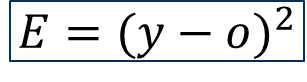 E = (y − o)²